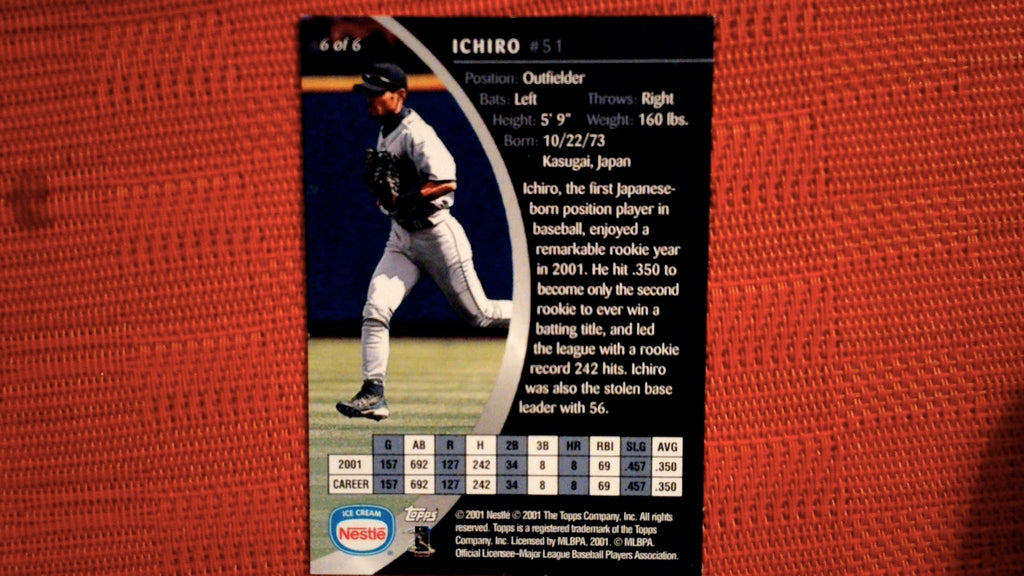 6 of 6
ICHIRO #51
Position: Outfielder
Bats: Left Throws: Right
Height: 5' 9" Weight: 160 lbs.
Born: 10/22/73
Kasugai, Japan
Ichiro, the first Japanese-
born position player in
baseball, enjoyed a
remarkable rookie year
in 2001. He hit .350 to
become only the second
rookie to ever win a
batting title, and led
the league with a rookie
record 242 hits. Ichiro
was also the stolen base
leader with 56.
G AB R H 2B 3B HR RBI SLG AVG
2001 157 692 127 242 34 8 8 69 .457 .350
CAREER 157 692 127 242 34 8 8 69 .457 .350
ICE CREAM
Nestlé
Topps
© 2001 Nestlé © 2001 The Topps Company, Inc. All rights
reserved. Topps is a registered trademark of the Topps
Company, Inc. Licensed by MLBPA, 2001. © MLBPA.
Official Licensee-Major League Baseball Players Association.